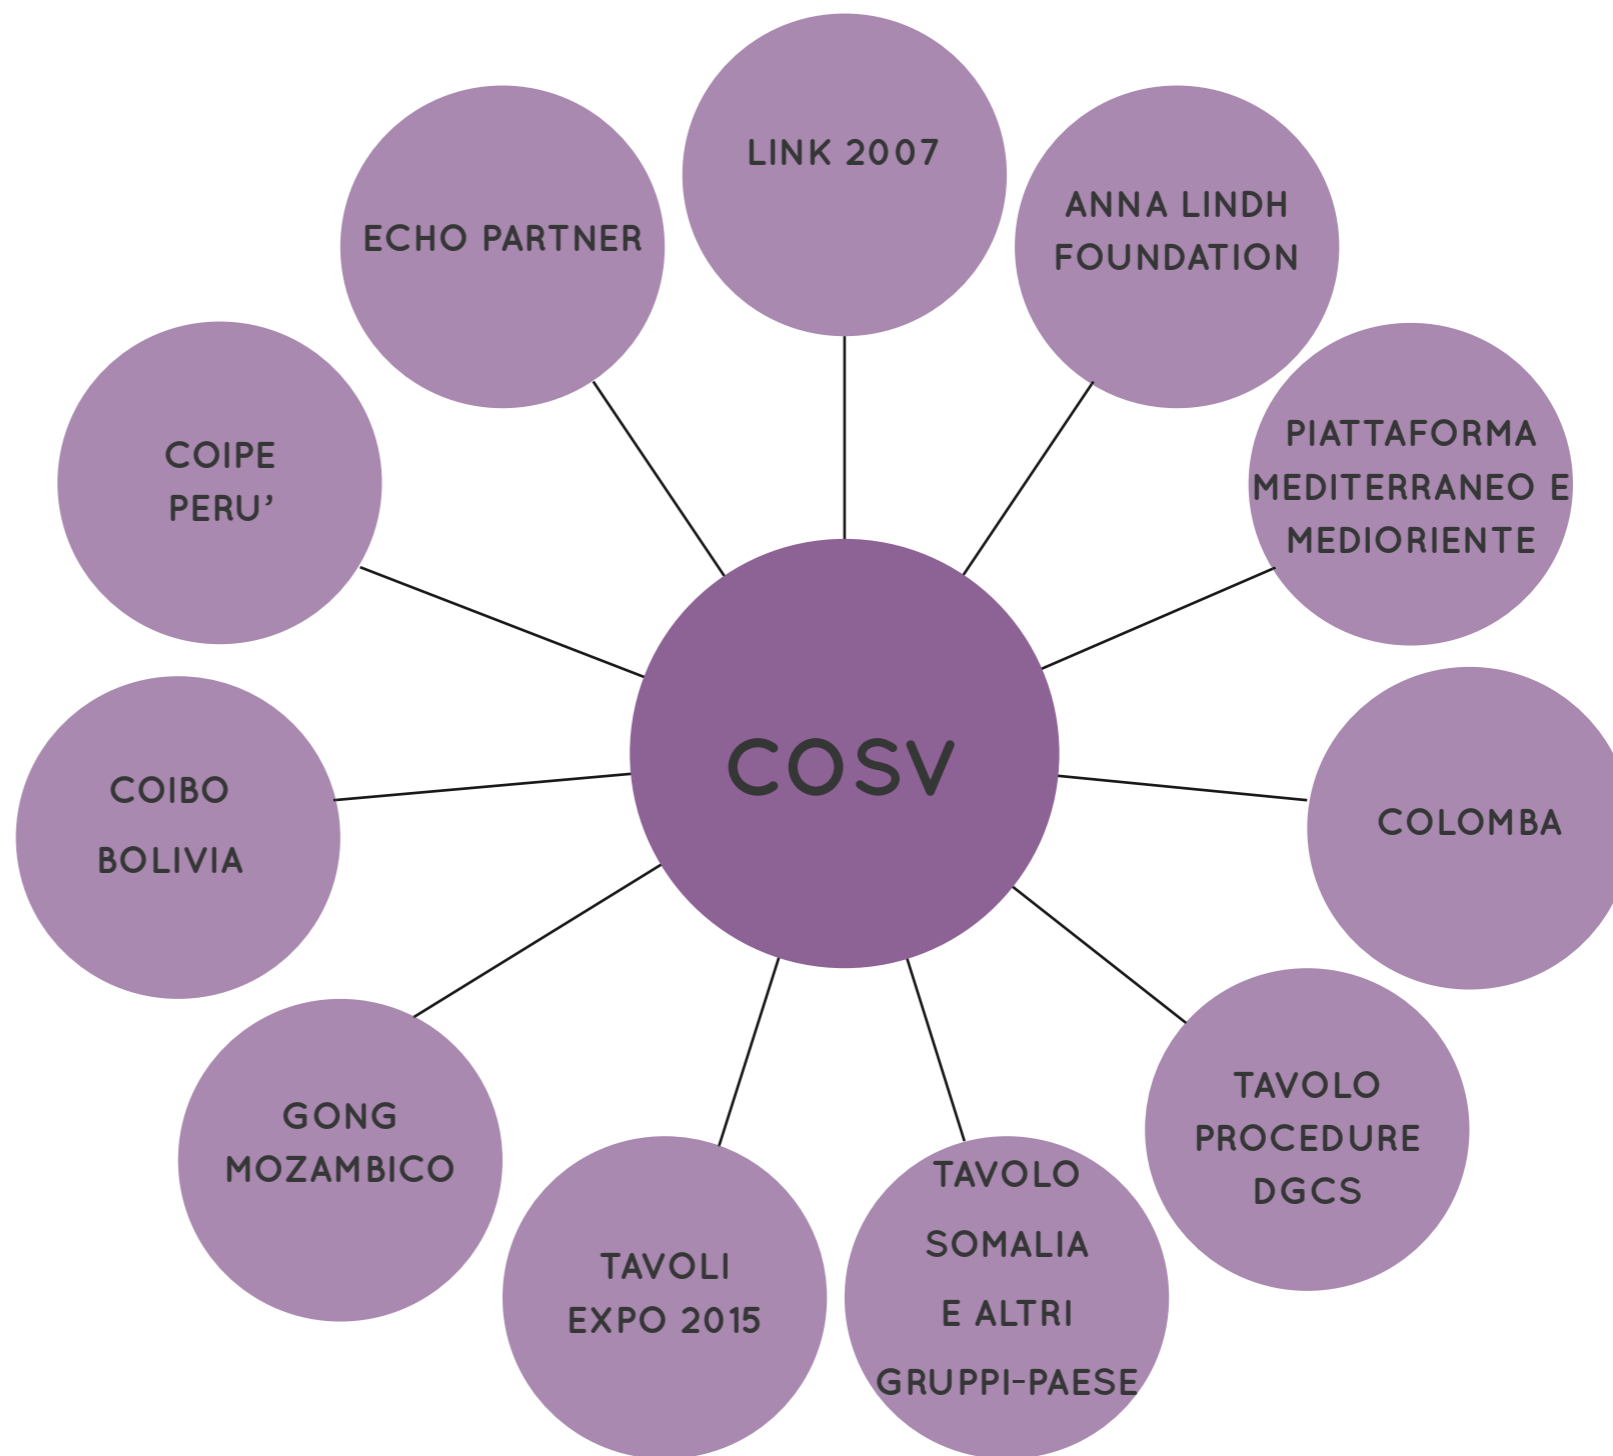 LINK 2007
ANNA LINDH
FOUNDATION
ECHO PARTNER
PIATTAFORMA
MEDITERRANEO E
MEDIORIENTE
COIPE
PERU’
COSV
COIBO
BOLIVIA
COLOMBA
TAVOLO
PROCEDURE
DGCS
GONG
MOZAMBICO
TAVOLI
EXPO 2015
TAVOLO
SOMALIA
E ALTRI
GRUPPI-PAESE